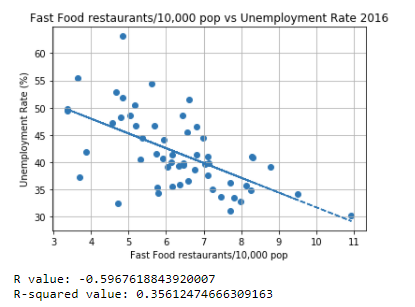 Fast Food restaurants/10,000 pop vs Unemployment Rate 2016
Unemployment Rate (%)
65
60
55
50
45
40
35
30
3 4 5 6 7 8 9 10 11
Fast Food restaurants/10,000 pop
R value: -0.5967618843920007
R-squared value: 0.35612474666309163